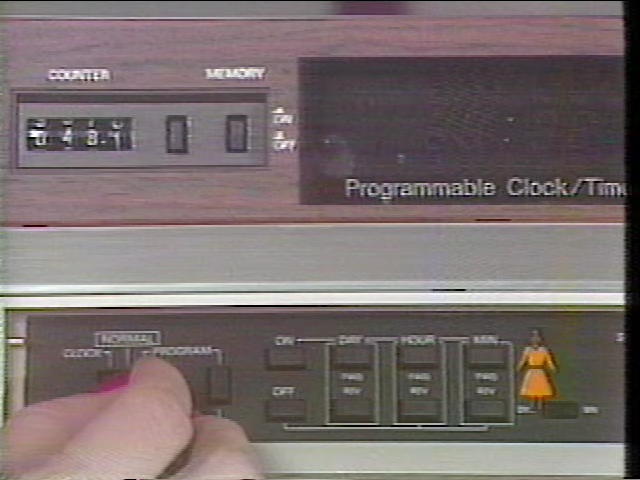 COUNTER MEMORY
ON
OFF
Programmable Clock/Tim
NORMAL
CLOCK PROGRAM
ON DAY HOUR MIN
FWD FWD FWD
OFF REV REV REV